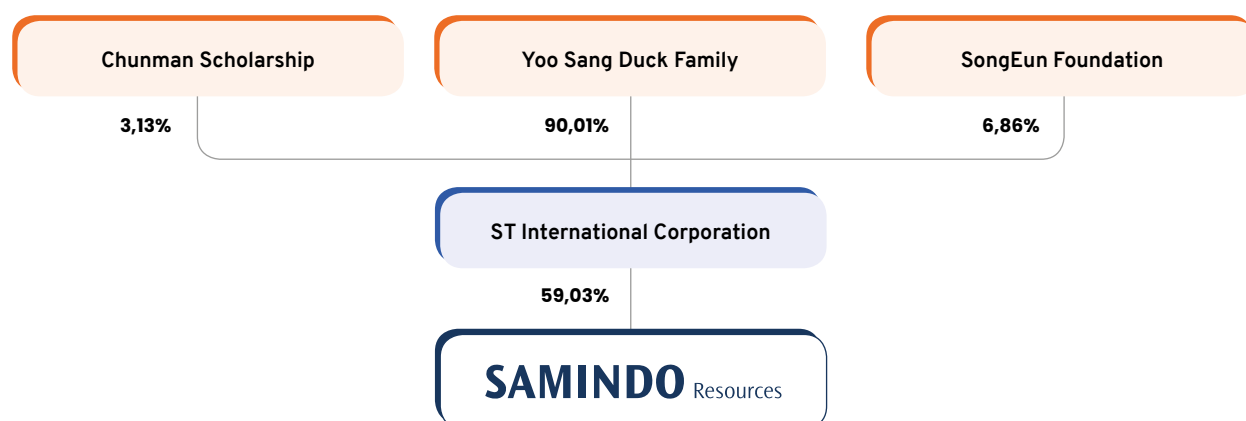 Chunman Scholarship
Yoo Sang Duck Family
SongEun Foundation
3,13%
90,01%
6,86%
ST International Corporation
59,03%
SAMINDO Resources